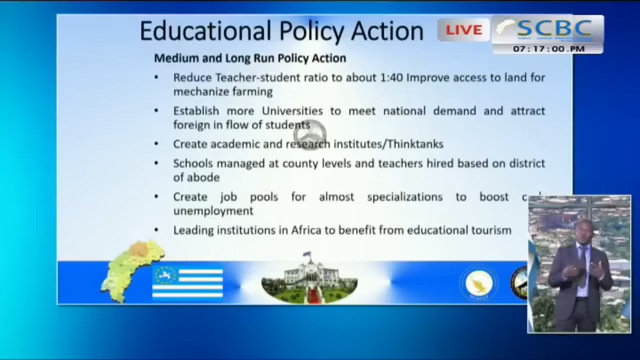 Educational Policy Action
LIVE
SCBC
07:17:00 PM
Medium and Long Run Policy Action
• Reduce Teacher-student ratio to about 1:40 Improve access to land for
mechanize farming
• Establish more Universities to meet national demand and attract
foreign in flow of students
• Create academic and research institutes/Thinktanks
• Schools managed at county levels and teachers hired based on district
of abode
• Create job pools for almost specializations to boost
unemployment
• Leading institutions in Africa to benefit from educational tourism